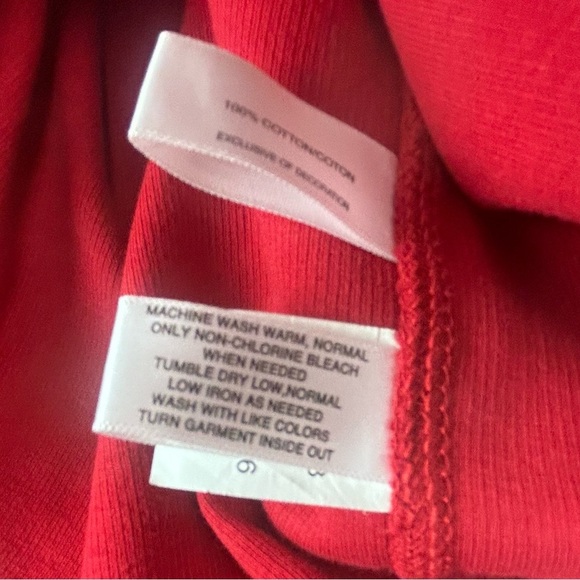 100% COTTON/COTON
EXCLUSIVE OF DECORATION
MACHINE WASH WARM, NORMAL
ONLY NON-CHLORINE BLEACH
WHEN NEEDED
TUMBLE DRY LOW,NORMAL
LOW IRON AS NEEDED
WASH WITH LIKE COLORS
TURN GARMENT INSIDE OUT